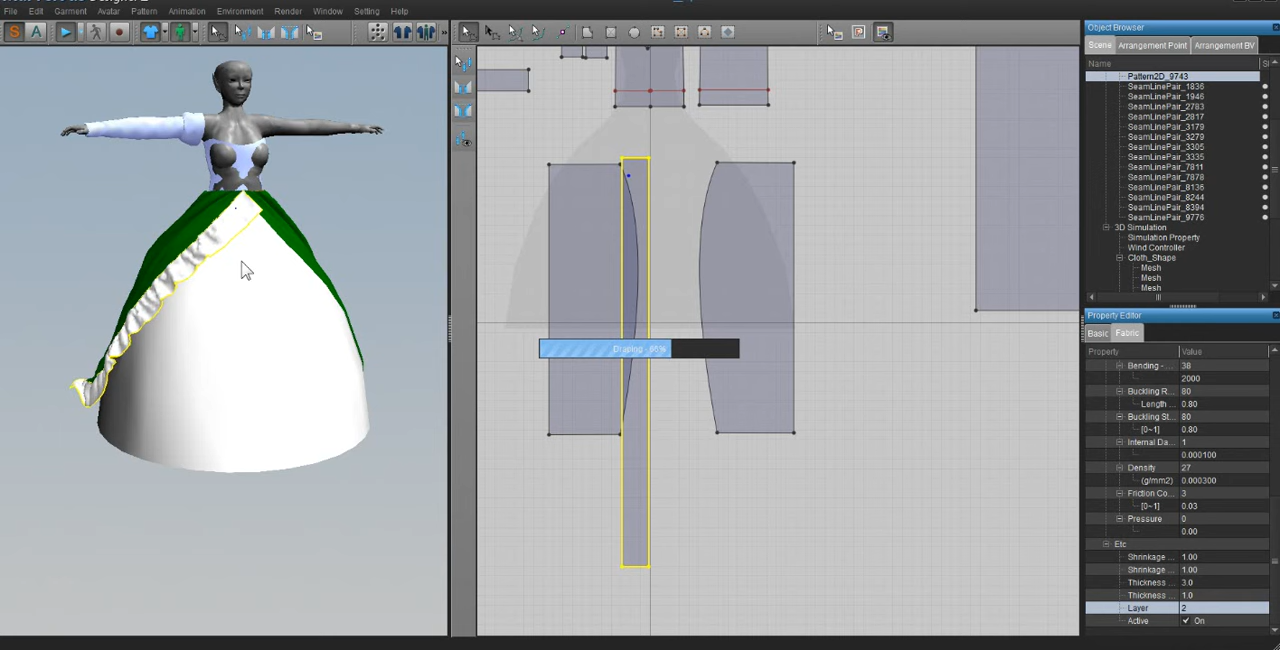 File Edit Garment Avatar Pattern Animation Environment Render Window Setting Help
S A
Draping - 66%
Object Browser
Scene Arrangement Point Arrangement BV
Name
Pattern2D_9743
SeamLinePair_1836
SeamLinePair_1946
SeamLinePair_2783
SeamLinePair_2817
SeamLinePair_3179
SeamLinePair_3279
SeamLinePair_3305
SeamLinePair_3335
SeamLinePair_7811
SeamLinePair_7878
SeamLinePair_8136
SeamLinePair_8244
SeamLinePair_8394
SeamLinePair_9776
3D Simulation
Simulation Property
Wind Controller
Cloth_Shape
Mesh
Mesh
Mesh
Property Editor
Basic Fabric
Property Value
Bending - ... 38
2000
Buckling R... 80
Length ... 0.80
Buckling St... 80
[0~1] 0.80
Internal Da... 1
0.000100
Density 27
(g/mm2) 0.000300
Friction Co... 3
[0~1] 0.03
Pressure 0
0.00
Etc
Shrinkage ... 1.00
Shrinkage ... 1.00
Thickness ... 3.0
Thickness ... 1.0
Layer 2
Active On